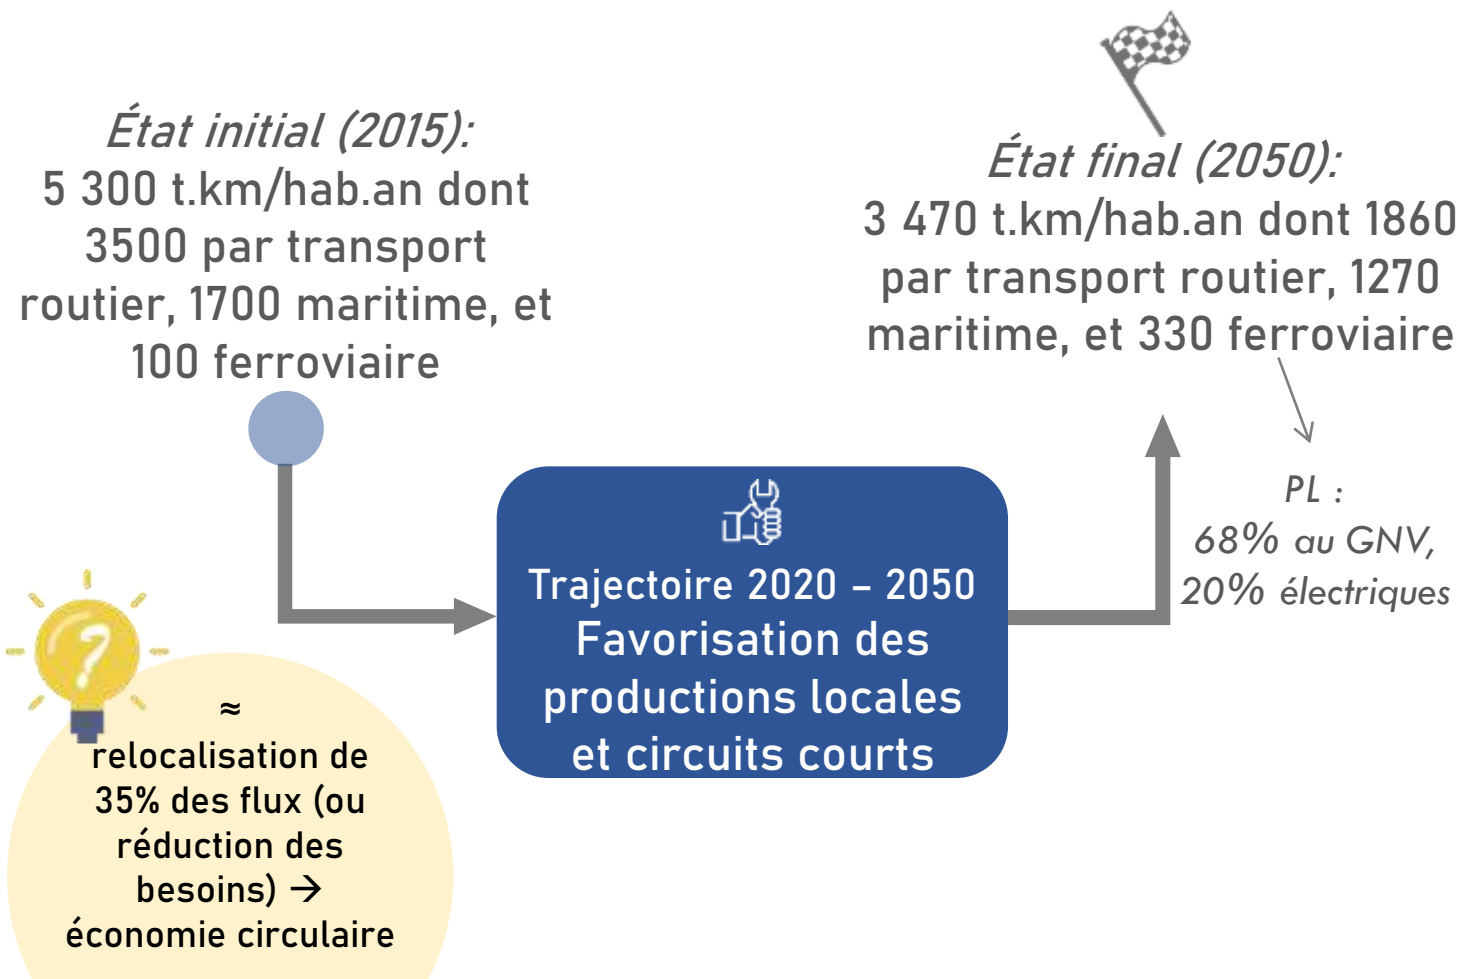 État initial (2015):
5 300 t.km/hab.an dont
3500 par transport
routier, 1700 maritime, et
100 ferroviaire
État final (2050):
3 470 t.km/hab.an dont 1860
par transport routier, 1270
maritime, et 330 ferroviaire
PL :
68% au GNV,
20% électriques
Trajectoire 2020 – 2050
Favorisation des
productions locales
et circuits courts
?
≈
relocalisation de
35% des flux (ou
réduction des
besoins) →
économie circulaire